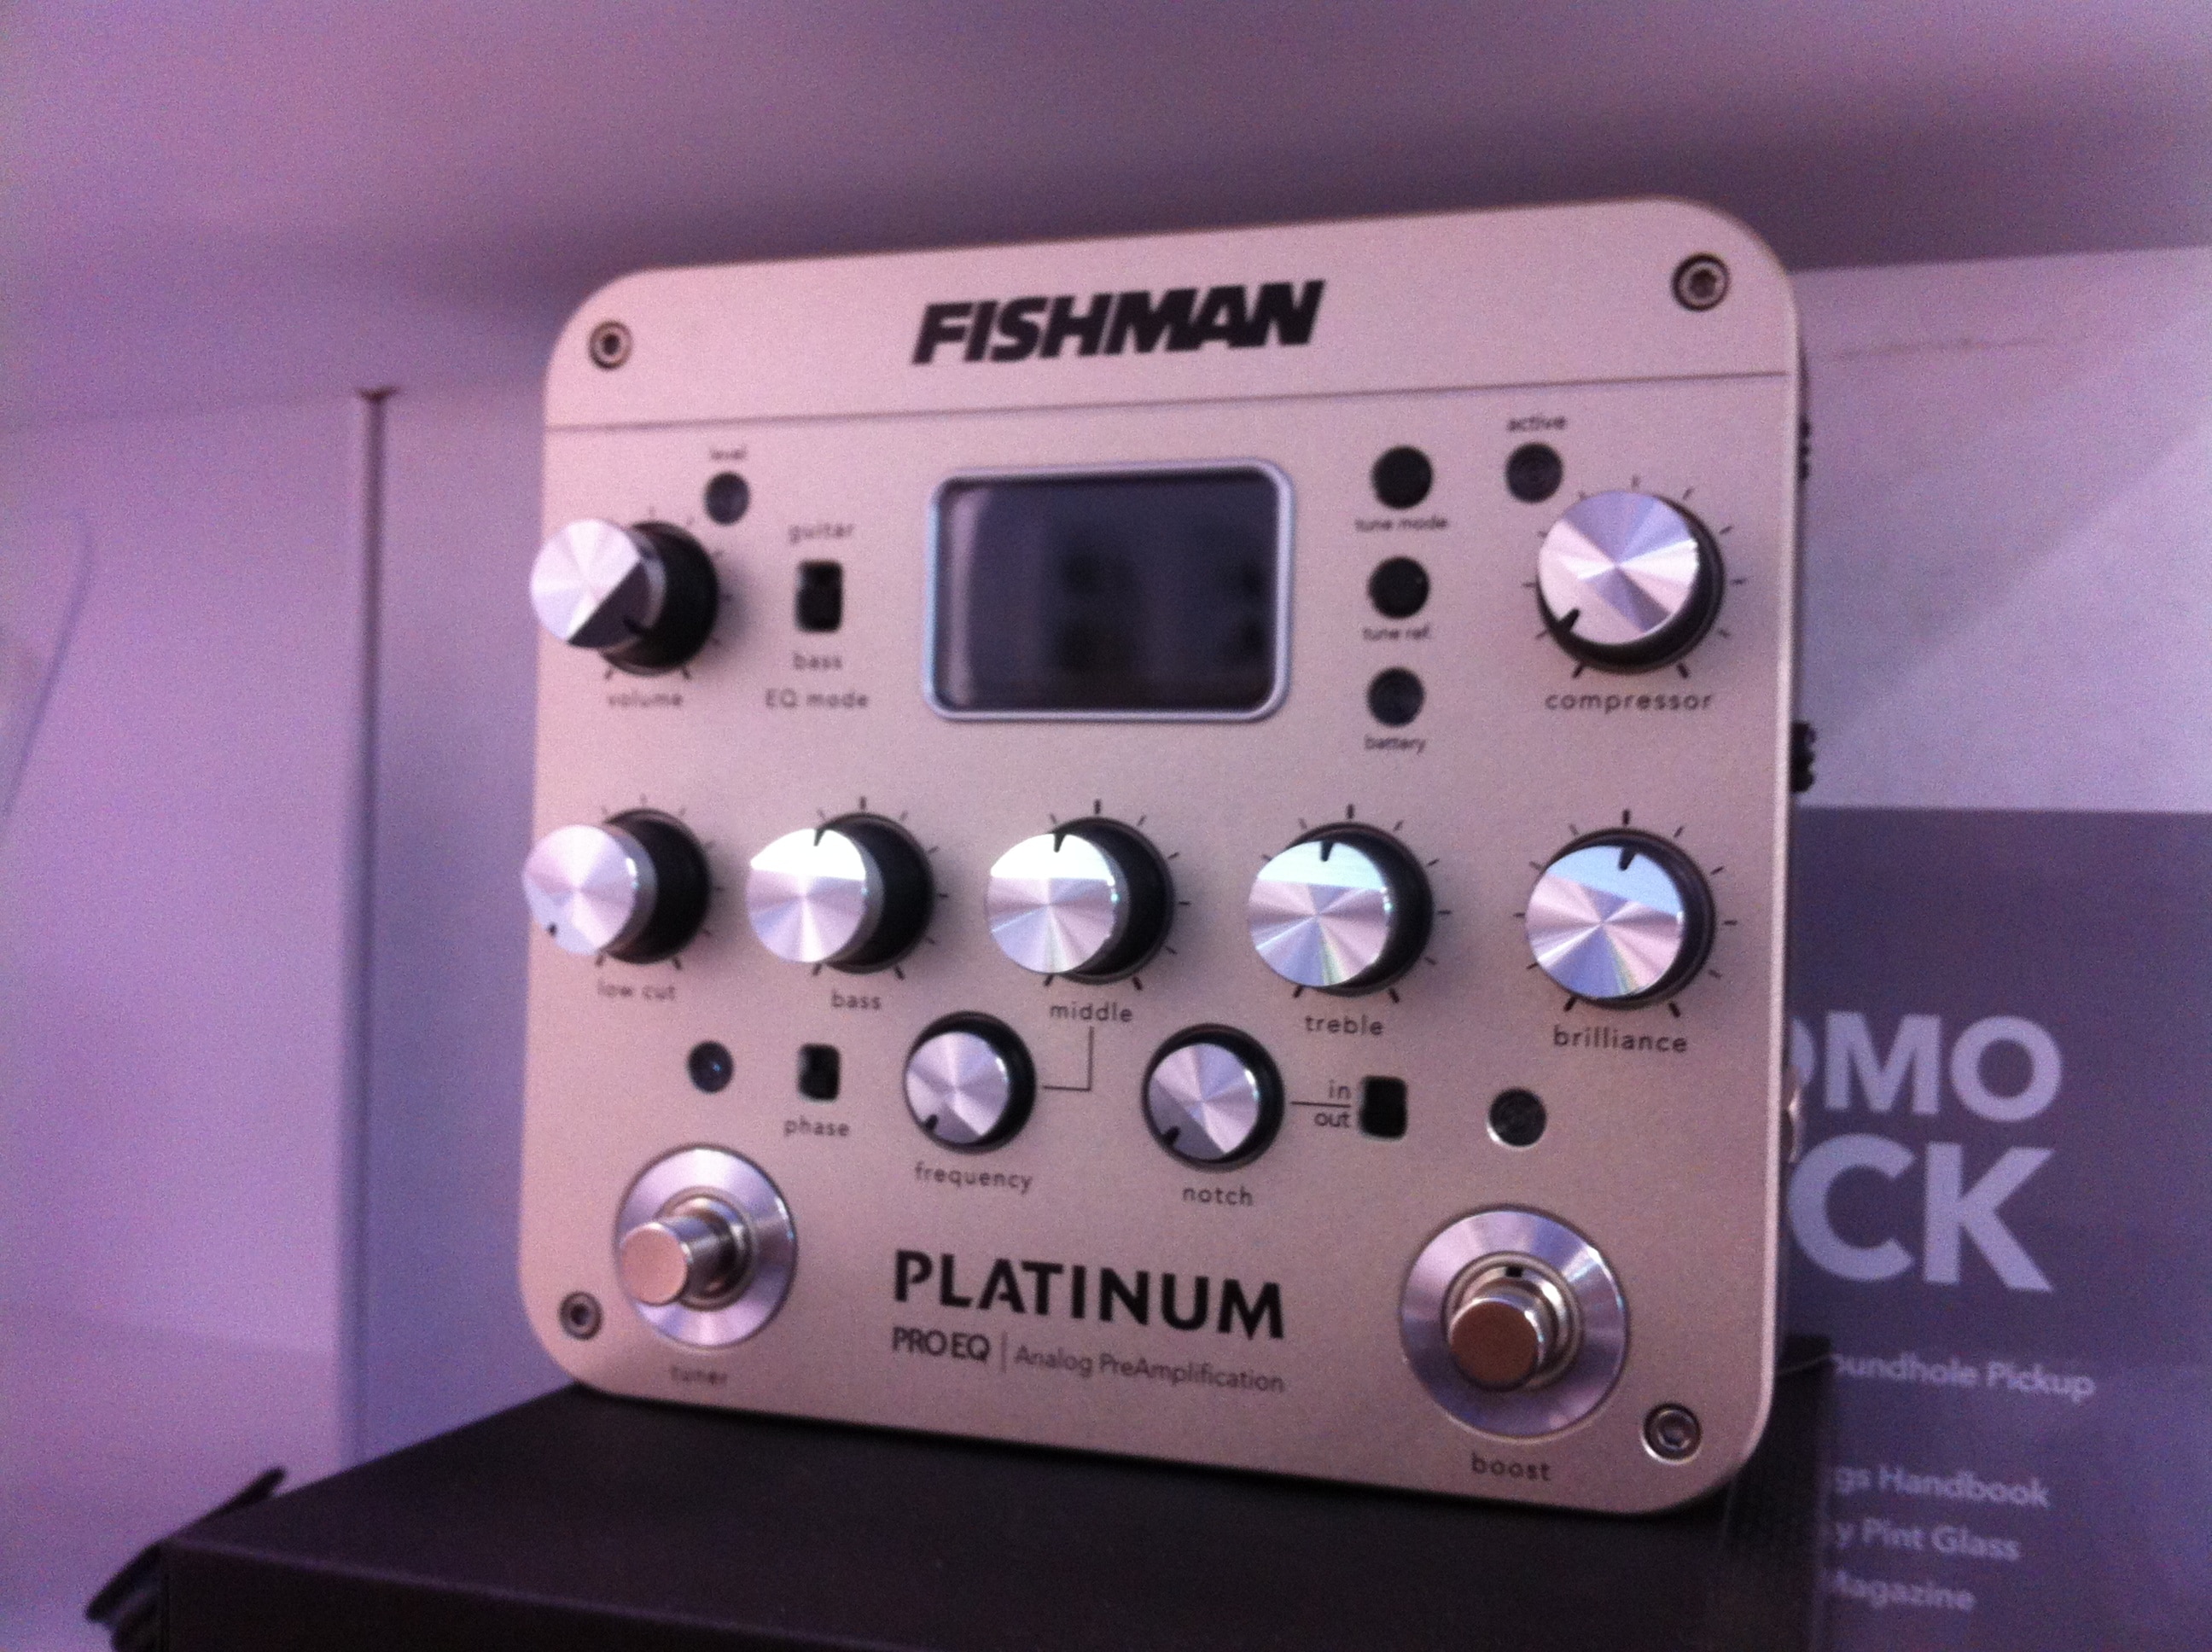 FISHMAN
level
active
guitar
tune mode
tune ref.
bass
EQ mode
volume
compressor
battery
low cut
bass
middle
treble
brilliance
phase
frequency
notch
in
out
tuner
PLATINUM
PRO EQ | Analog PreAmplification
boost
OMO
CK
oundhole Pickup
gs Handbook
y Pint Glass
Magazine